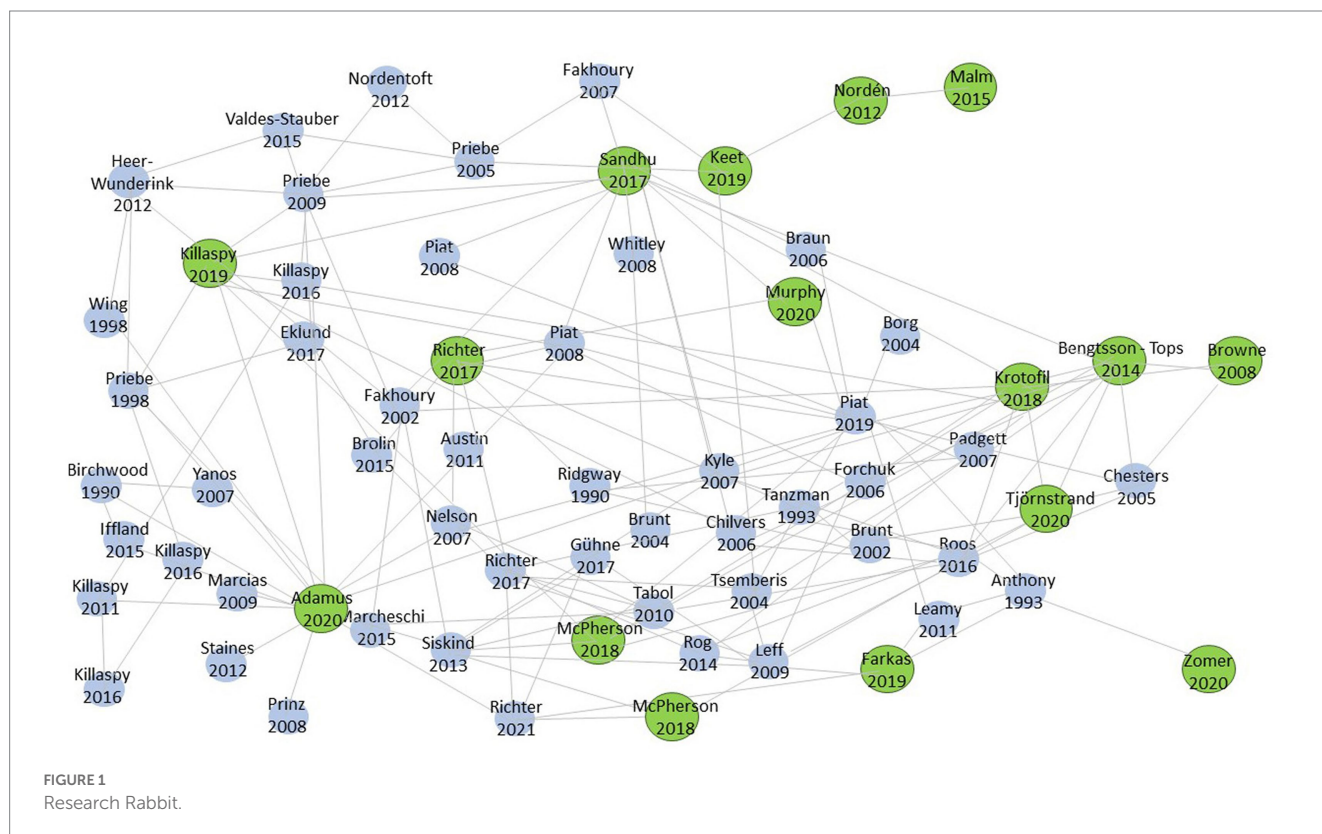 Nordentoft
2012
Fakhoury
2007
Nordén
2012
Malm
2015
Valdes-Stauber
2015
Priebe
2005
Heer-
Wunderink
2012
Priebe
2009
Sandhu
2017
Keet
2019
Killaspy
2019
Killaspy
2016
Piat
2008
Whitley
2008
Braun
2006
Murphy
2020
Wing
1998
Eklund
2017
Richter
2017
Piat
2008
Borg
2004
Bengtsson - Tops
2014
Browne
2008
Krotofil
2018
Priebe
1998
Fakhoury
2002
Piat
2019
Brolin
2015
Austin
2011
Padgett
2007
Birchwood
1990
Yanos
2007
Ridgway
1990
Kyle
2007
Forchuk
2006
Chesters
2005
Tanzman
1993
Tjörnstrand
2020
Iffland
2015
Nelson
2007
Brunt
2004
Chilvers
2006
Brunt
2002
Roos
2016
Killaspy
2016
Gühne
2017
Richter
2017
Killaspy
2011
Marcias
2009
Adamus
2020
Marcheschi
2015
Tabol
2010
Tsemberis
2004
Anthony
1993
Leamy
2011
Staines
2012
Siskind
2013
McPherson
2018
Rog
2014
Leff
2009
Farkas
2019
Zomer
2020
Killaspy
2016
Prinz
2008
Richter
2021
McPherson
2018
FIGURE 1
Research Rabbit.